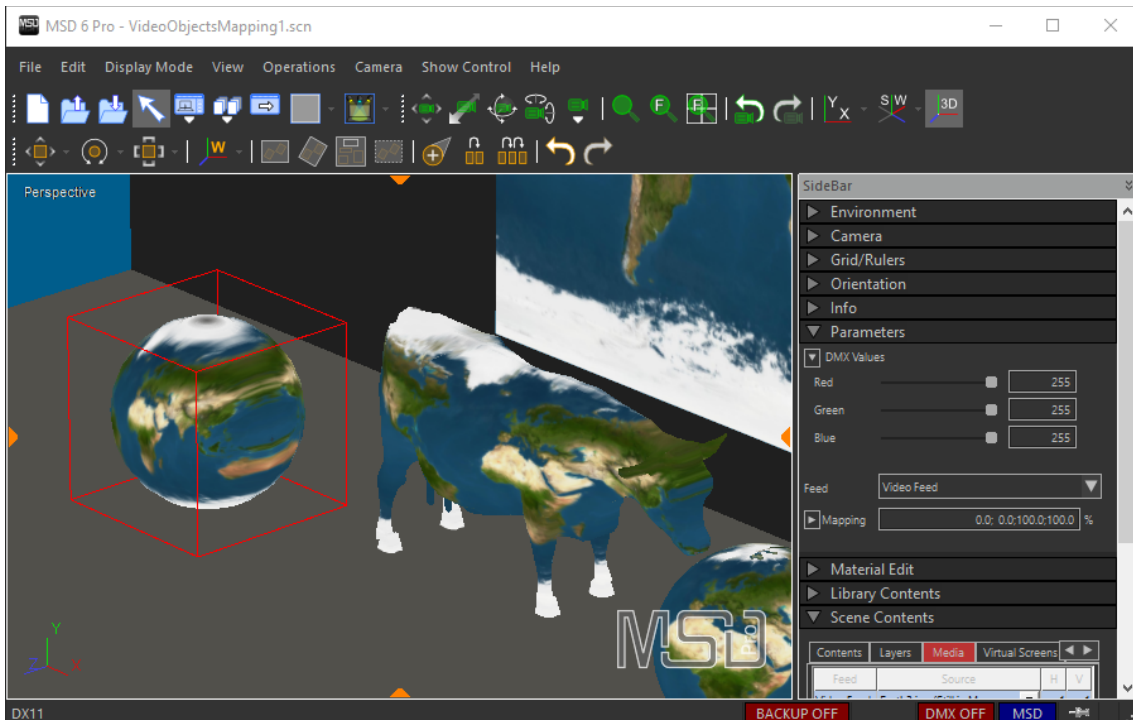 MSD 6 Pro - VideoObjectsMapping1.scn
File Edit Display Mode View Operations Camera Show Control Help
F F Y X S W 3D
W
Perspective
SideBar
Environment
Camera
Grid/Rulers
Orientation
Info
Parameters
DMX Values
Red 255
Green 255
Blue 255
Feed Video Feed
Mapping 0.0; 0.0;100.0;100.0 %
Material Edit
Library Contents
Scene Contents
Contents Layers Media Virtual Screens
Feed Source H V
Y
Z X
MSD Pro
DX11 BACKUP OFF DMX OFF MSD